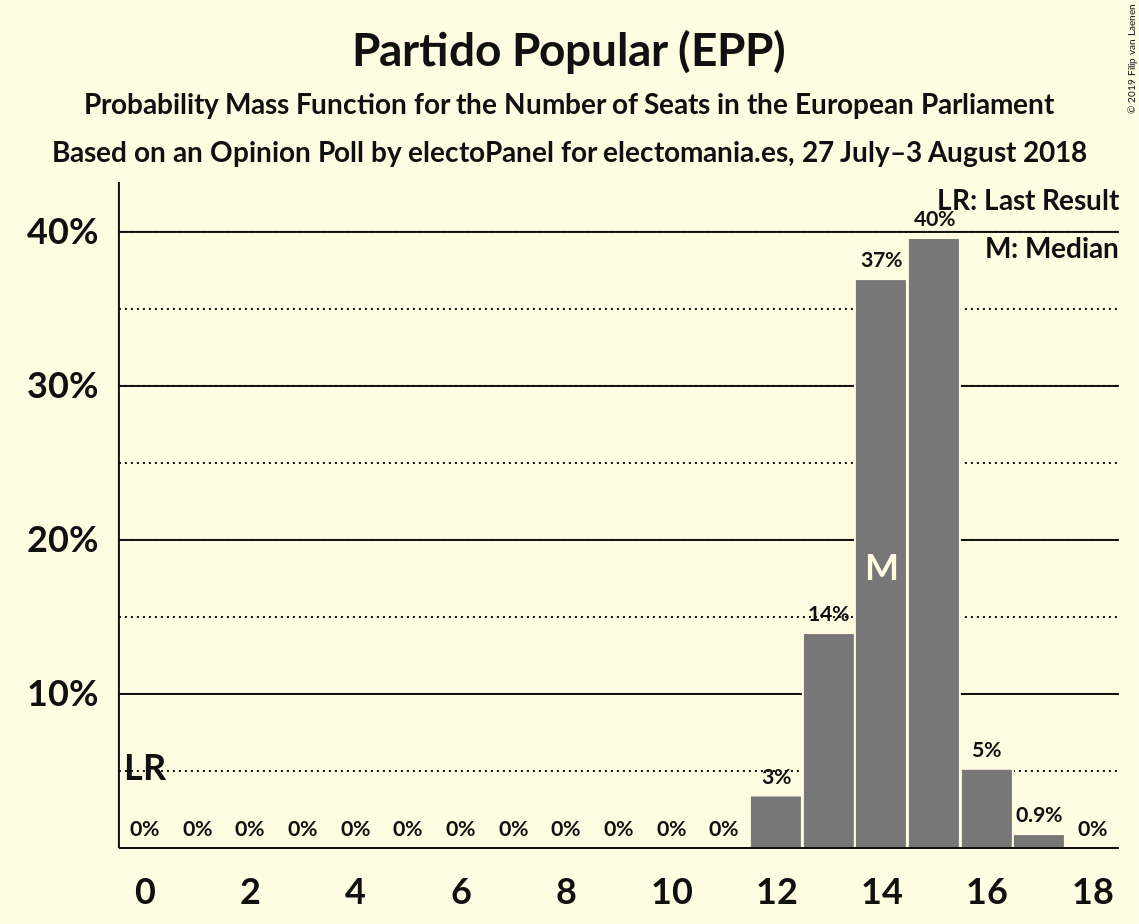 Partido Popular (EPP)
Probability Mass Function for the Number of Seats in the European Parliament
Based on an Opinion Poll by electoPanel for electomania.es, 27 July–3 August 2018
© 2019 Filip van Laenen
LR: Last Result
M: Median
40%
30%
20%
10%
40%
37%
14%
M
LR
5%
3%
0.9%
0% 0% 0% 0% 0% 0% 0% 0% 0% 0% 0% 0% 0%
0 2 4 6 8 10 12 14 16 18